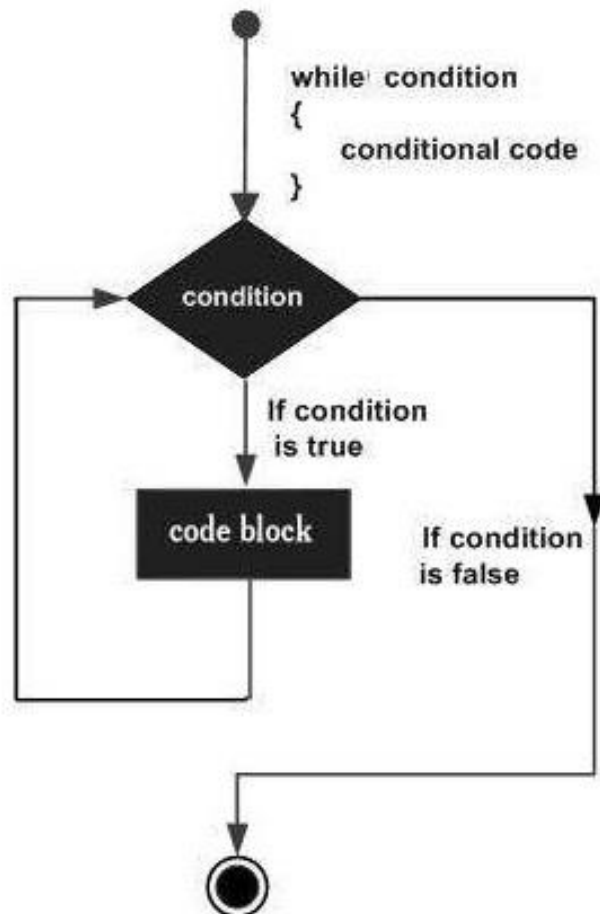 while condition
{
conditional code
}
condition
If condition
is true
code block
If condition
is false